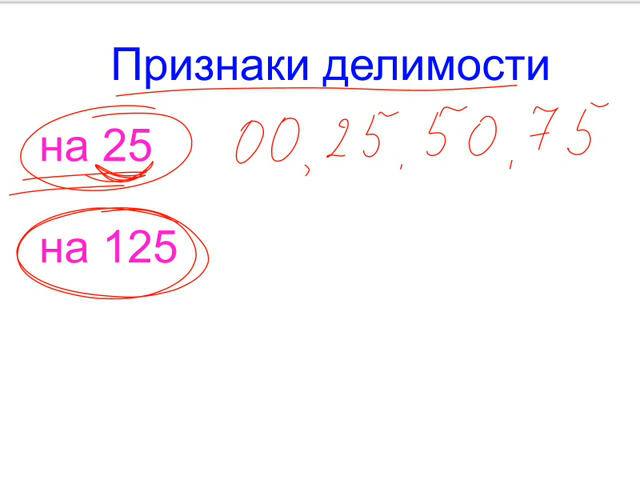 Признаки делимости
на 25 00, 25, 50, 75
на 125